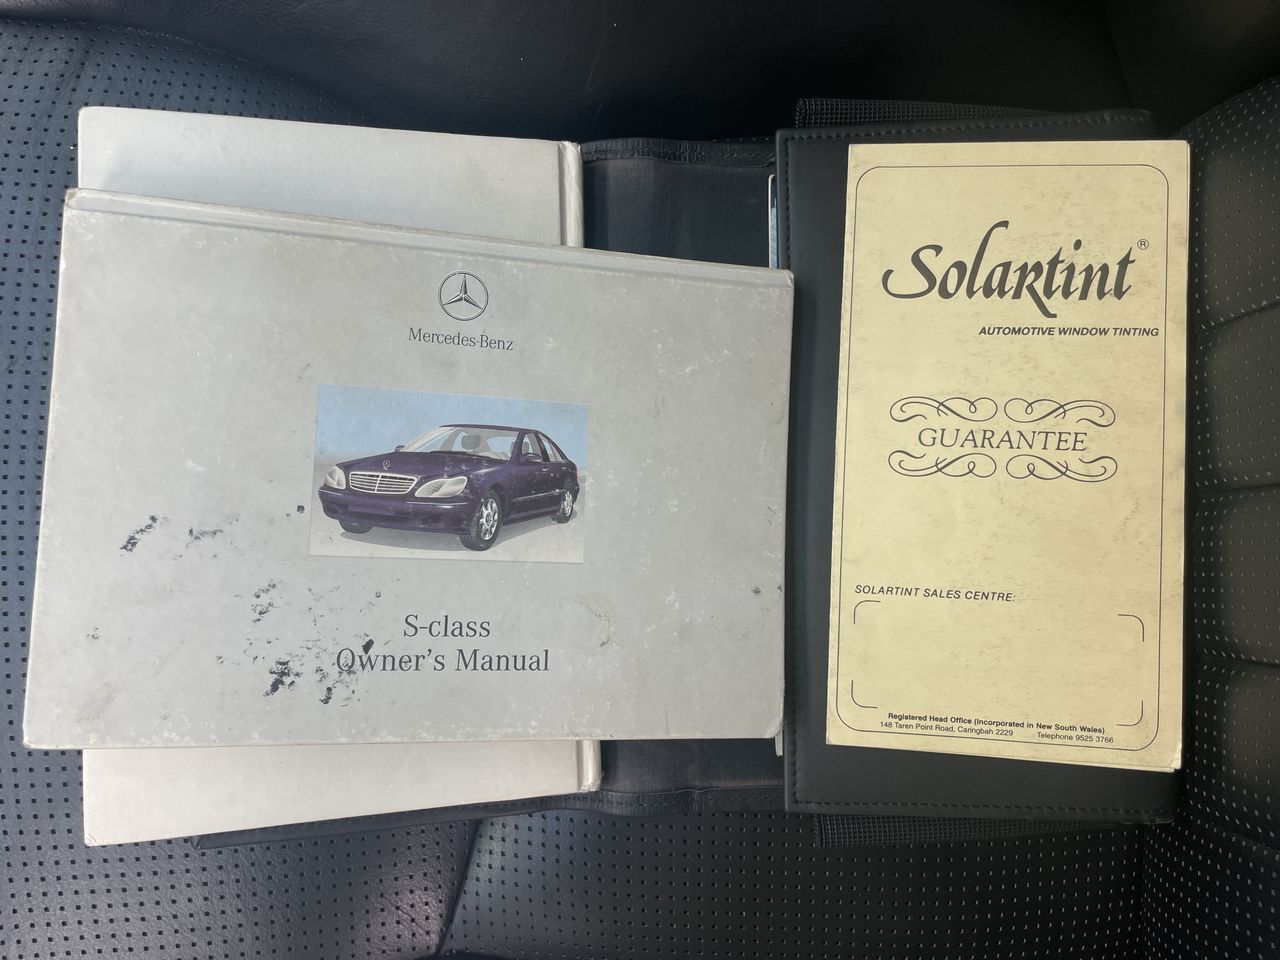 Mercedes-Benz
S-class
Owner's Manual
Solartint®
AUTOMOTIVE WINDOW TINTING
GUARANTEE
SOLARTINT SALES CENTRE:
Registered Head Office (Incorporated in New South Wales)
148 Taren Point Road, Caringbah 2229 Telephone 9525 3766